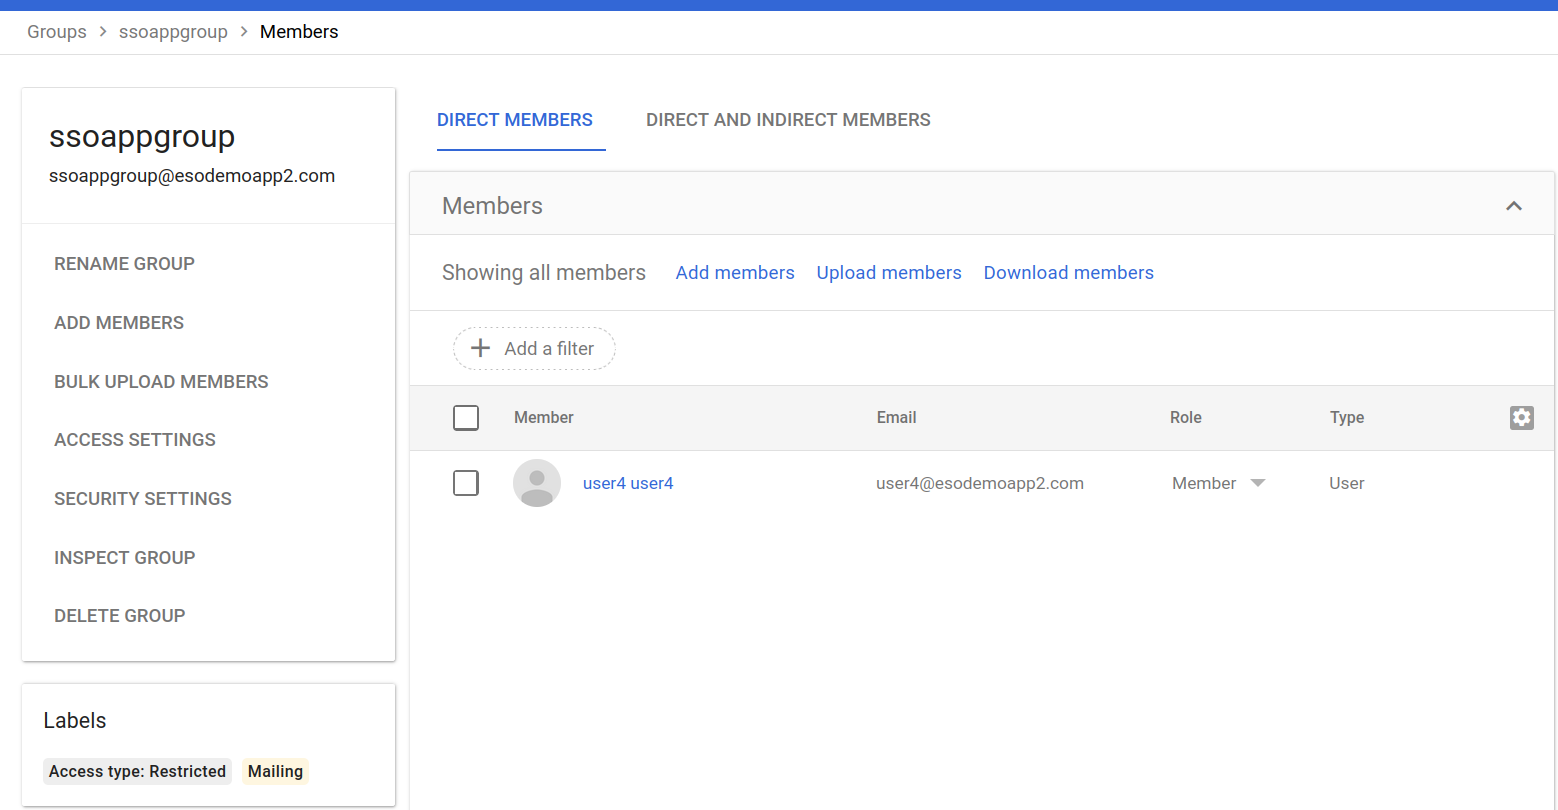 Groups > ssoappgroup > Members
ssoappgroup
ssoappgroup@esodemoapp2.com
RENAME GROUP
ADD MEMBERS
BULK UPLOAD MEMBERS
ACCESS SETTINGS
SECURITY SETTINGS
INSPECT GROUP
DELETE GROUP
Labels
Access type: Restricted Mailing
DIRECT MEMBERS DIRECT AND INDIRECT MEMBERS
Members
Showing all members Add members Upload members Download members
Add a filter
Member Email Role Type
user4 user4 user4@esodemoapp2.com Member User